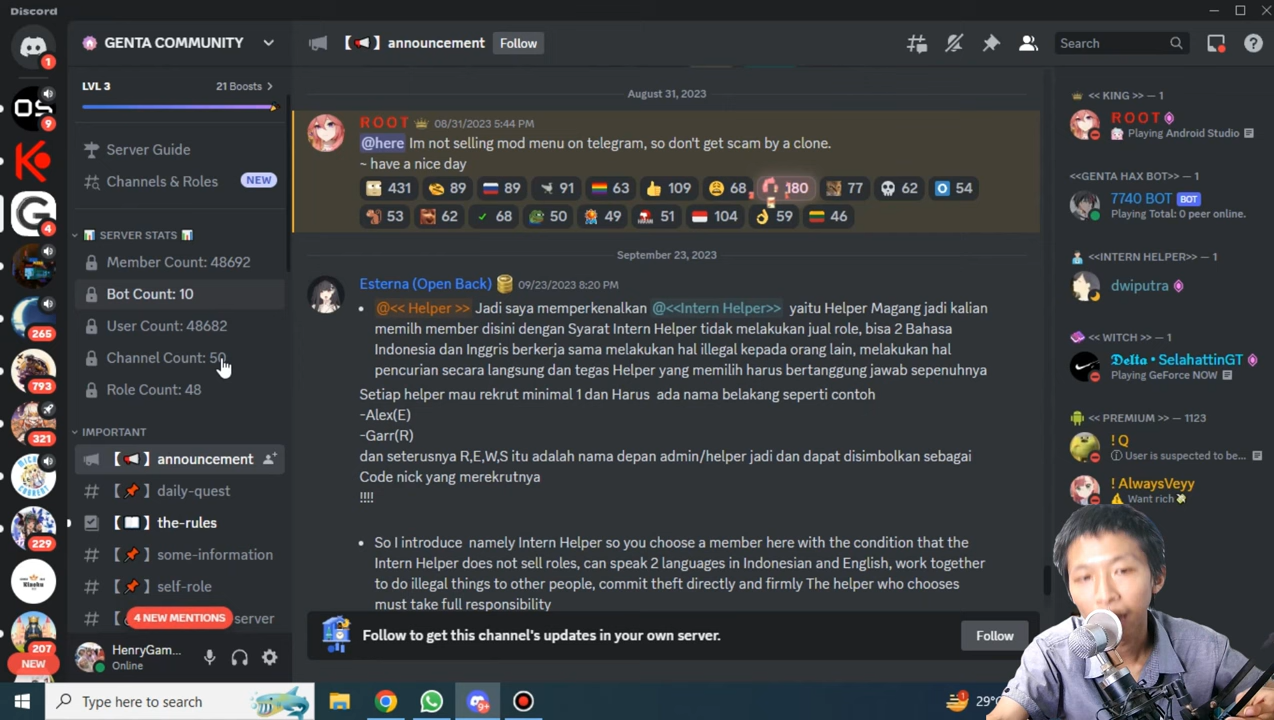 Discord
GENTA COMMUNITY
LVL 3
21 Boosts
Server Guide
Channels & Roles
NEW
SERVER STATS
Member Count: 48692
Bot Count: 10
User Count: 48682
Channel Count: 50
Role Count: 48
IMPORTANT
【 】 announcement
【 】 daily-quest
【 】 the-rules
【 】 some-information
【 】 self-role
4 NEW MENTIONS
server
1
9
4
265
793
321
229
207
NEW
HenryGam...
Online
【 】 announcement
Follow
Search
August 31, 2023
R O O T 08/31/2023 5:44 PM
@here Im not selling mod menu on telegram, so don't get scam by a clone.
~ have a nice day
431 89 89 91 63 109 68 180 77 62 54
53 62 68 50 49 51 104 59 46
September 23, 2023
Esterna (Open Back) 09/23/2023 8:20 PM
@<< Helper >> Jadi saya memperkenalkan @<<Intern Helper>> yaitu Helper Magang jadi kalian
memilh member disini dengan Syarat Intern Helper tidak melakukan jual role, bisa 2 Bahasa
Indonesia dan Inggris berkerja sama melakukan hal illegal kepada orang lain, melakukan hal
pencurian secara langsung dan tegas Helper yang memilih harus bertanggung jawab sepenuhnya
Setiap helper mau rekrut minimal 1 dan Harus ada nama belakang seperti contoh
-Alex(E)
-Garr(R)
dan seterusnya R,E,W,S itu adalah nama depan admin/helper jadi dan dapat disimbolkan sebagai
Code nick yang merekrutnya
!!!!
So I introduce namely Intern Helper so you choose a member here with the condition that the
Intern Helper does not sell roles, can speak 2 languages in Indonesian and English, work together
to do illegal things to other people, commit theft directly and firmly The helper who chooses
must take full responsibility
Follow to get this channel's updates in your own server.
Follow
<< KING >> — 1
R O O T
Playing Android Studio
<<GENTA HAX BOT>> — 1
7740 BOT BOT
Playing Total: 0 peer online.
<<INTERN HELPER>> — 1
dwiputra
<< WITCH >> — 1
𝕯𝖊𝖑𝖙𝖆 • SelahattinGT
Playing GeForce NOW
<< PREMIUM >> — 1123
! Q
User is suspected to be...
! AlwaysVeyy
Want rich
Type here to search
9+
1
29°